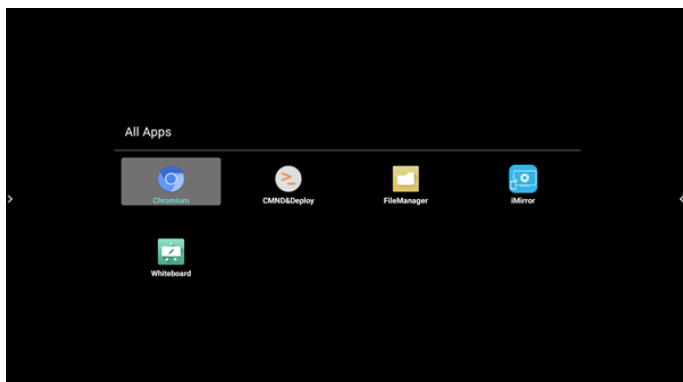 All Apps
Chromium
CMND&Deploy
FileManager
iMirror
Whiteboard